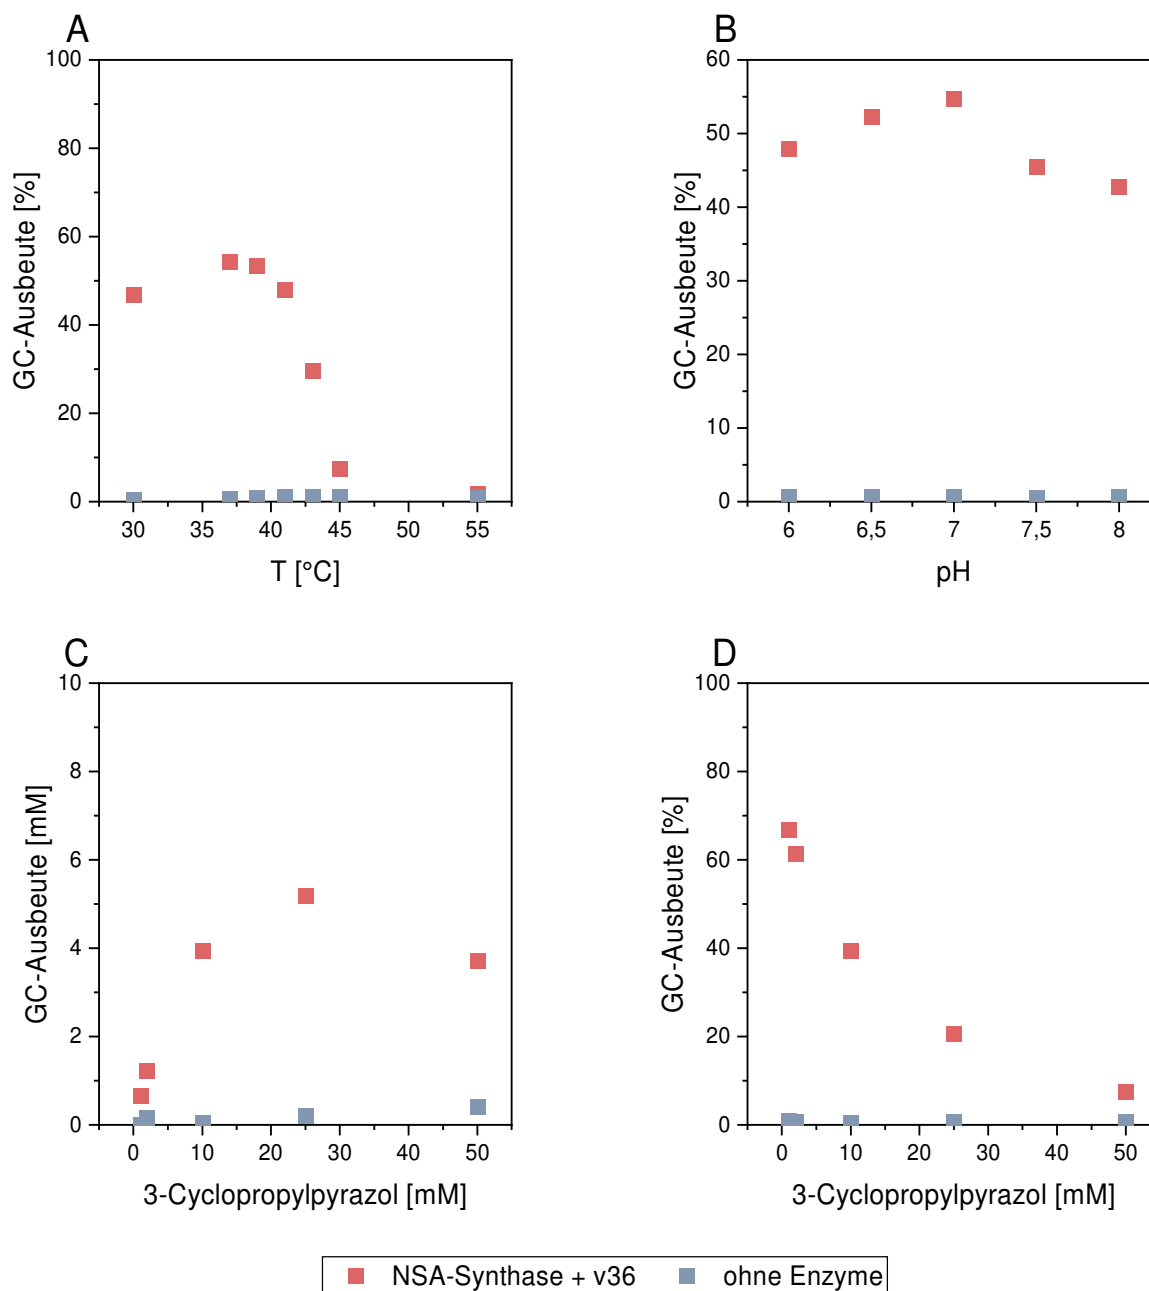 A
GC-Ausbeute [%]
100
80
60
40
20
0
30 35 40 45 50 55
T [°C]
B
GC-Ausbeute [%]
60
50
40
30
20
10
0
6 6,5 7 7,5 8
pH
C
GC-Ausbeute [mM]
10
8
6
4
2
0
0 10 20 30 40 50
3-Cyclopropylpyrazol [mM]
D
GC-Ausbeute [%]
100
80
60
40
20
0
0 10 20 30 40 50
3-Cyclopropylpyrazol [mM]
NSA-Synthase + v36 ohne Enzyme